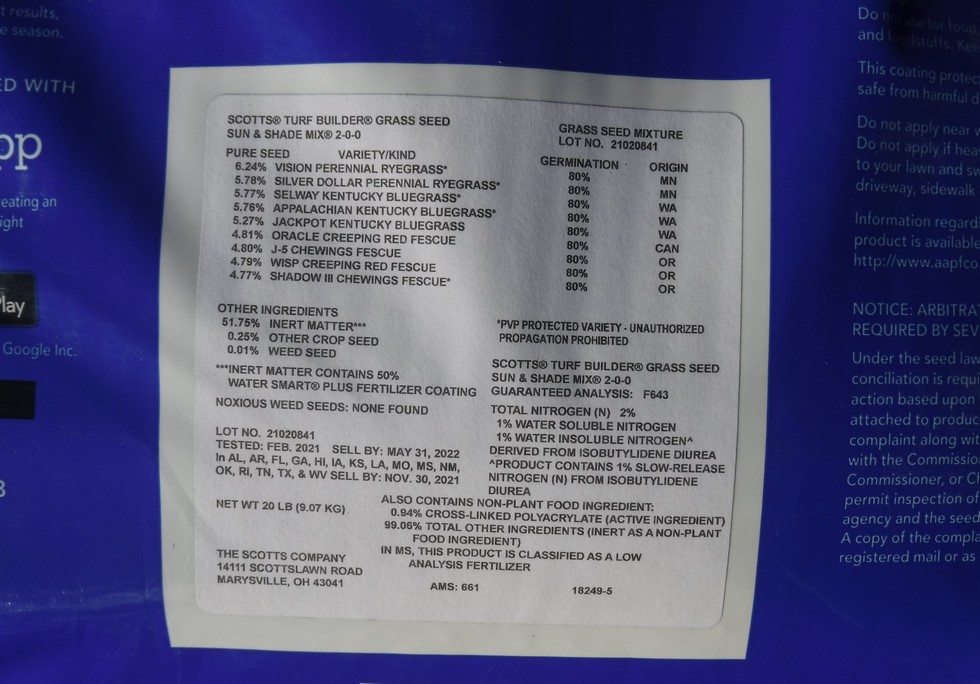 t results,
e season.
ED WITH
pp
eating an
ight
Play
Google Inc.
SCOTTS® TURF BUILDER® GRASS SEED
SUN & SHADE MIX® 2-0-0
GRASS SEED MIXTURE
LOT NO. 21020841
PURE SEED VARIETY/KIND GERMINATION ORIGIN
6.24% VISION PERENNIAL RYEGRASS* 80% MN
5.78% SILVER DOLLAR PERENNIAL RYEGRASS* 80% MN
5.77% SELWAY KENTUCKY BLUEGRASS* 80% WA
5.76% APPALACHIAN KENTUCKY BLUEGRASS* 80% WA
5.27% JACKPOT KENTUCKY BLUEGRASS 80% WA
4.81% ORACLE CREEPING RED FESCUE 80% CAN
4.80% J-5 CHEWINGS FESCUE 80% OR
4.79% WISP CREEPING RED FESCUE 80% OR
4.77% SHADOW III CHEWINGS FESCUE* 80% OR
OTHER INGREDIENTS
51.75% INERT MATTER***
0.25% OTHER CROP SEED
0.01% WEED SEED
***INERT MATTER CONTAINS 50%
WATER SMART® PLUS FERTILIZER COATING
NOXIOUS WEED SEEDS: NONE FOUND
LOT NO. 21020841
TESTED: FEB. 2021 SELL BY: MAY 31, 2022
In AL, AR, FL, GA, HI, IA, KS, LA, MO, MS, NM,
OK, RI, TN, TX, & WV SELL BY: NOV. 30, 2021
NET WT 20 LB (9.07 KG)
THE SCOTTS COMPANY
14111 SCOTTSLAWN ROAD
MARYSVILLE, OH 43041
*PVP PROTECTED VARIETY - UNAUTHORIZED
PROPAGATION PROHIBITED
SCOTTS® TURF BUILDER® GRASS SEED
SUN & SHADE MIX® 2-0-0
GUARANTEED ANALYSIS: F643
TOTAL NITROGEN (N) 2%
1% WATER SOLUBLE NITROGEN
1% WATER INSOLUBLE NITROGEN^
DERIVED FROM ISOBUTYLIDENE DIUREA
^PRODUCT CONTAINS 1% SLOW-RELEASE
NITROGEN (N) FROM ISOBUTYLIDENE
DIUREA
ALSO CONTAINS NON-PLANT FOOD INGREDIENT:
0.94% CROSS-LINKED POLYACRYLATE (ACTIVE INGREDIENT)
99.06% TOTAL OTHER INGREDIENTS (INERT AS A NON-PLANT
FOOD INGREDIENT)
IN MS, THIS PRODUCT IS CLASSIFIED AS A LOW
ANALYSIS FERTILIZER
AMS: 661 18249-5
Do not use for food,
and foodstuffs. Kee
This coating protec
safe from harmful d
Do not apply near w
Do not apply if hea
to your lawn and sw
driveway, sidewalk
Information regardi
product is available
http://www.aapfco.
NOTICE: ARBITRAT
REQUIRED BY SEV
Under the seed law
conciliation is requi
action based upon
attached to produc
complaint along wit
with the Commissio
Commissioner, or Ch
permit inspection of
agency and the seed
A copy of the compla
registered mail or as